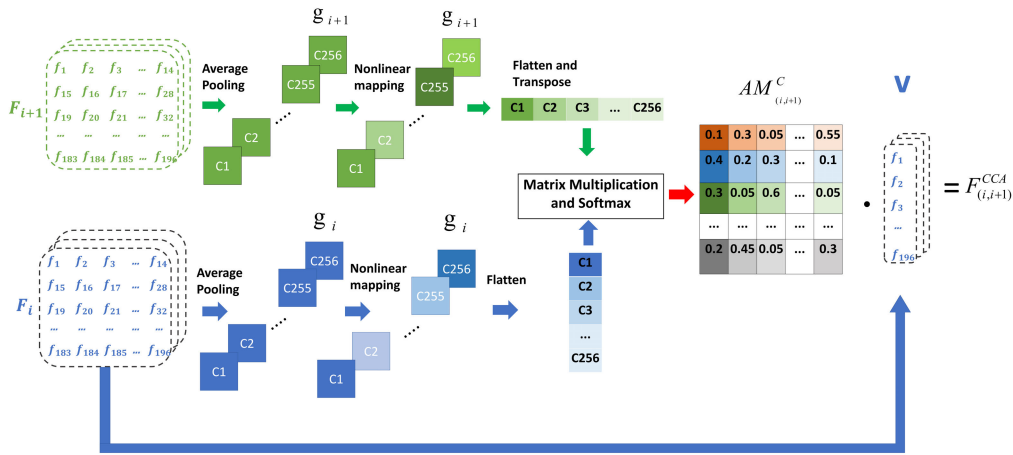 g i+1
g i+1
f1 f2 f3 ... f14
f15 f16 f17 ... f28
f19 f20 f21 ... f32
... ... ... ... ...
f183 f184 f185 ... f196
Fi+1
Average
Pooling
C256
C255
...
C2
C1
Nonlinear
mapping
C256
C255
...
C2
C1
Flatten and
Transpose
C1 C2 C3 ... C256
Matrix Multiplication
and Softmax
AM C (i,i+1)
0.1 0.3 0.05 ... 0.55
0.4 0.2 0.3 ... 0.1
0.3 0.05 0.6 ... 0.05
... ... ... ... ...
0.2 0.45 0.05 ... 0.3
·
V
f1
f2
f3
...
f196
= F CCA (i,i+1)
g i
g i
f1 f2 f3 ... f14
f15 f16 f17 ... f28
f19 f20 f21 ... f32
... ... ... ... ...
f183 f184 f185 ... f196
Fi
Average
Pooling
C256
C255
...
C2
C1
Nonlinear
mapping
C256
C255
...
C2
C1
Flatten
C1
C2
C3
...
C256